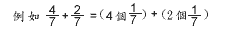 例如 4/7 + 2/7 = (4個 1/7) + (2個 1/7)